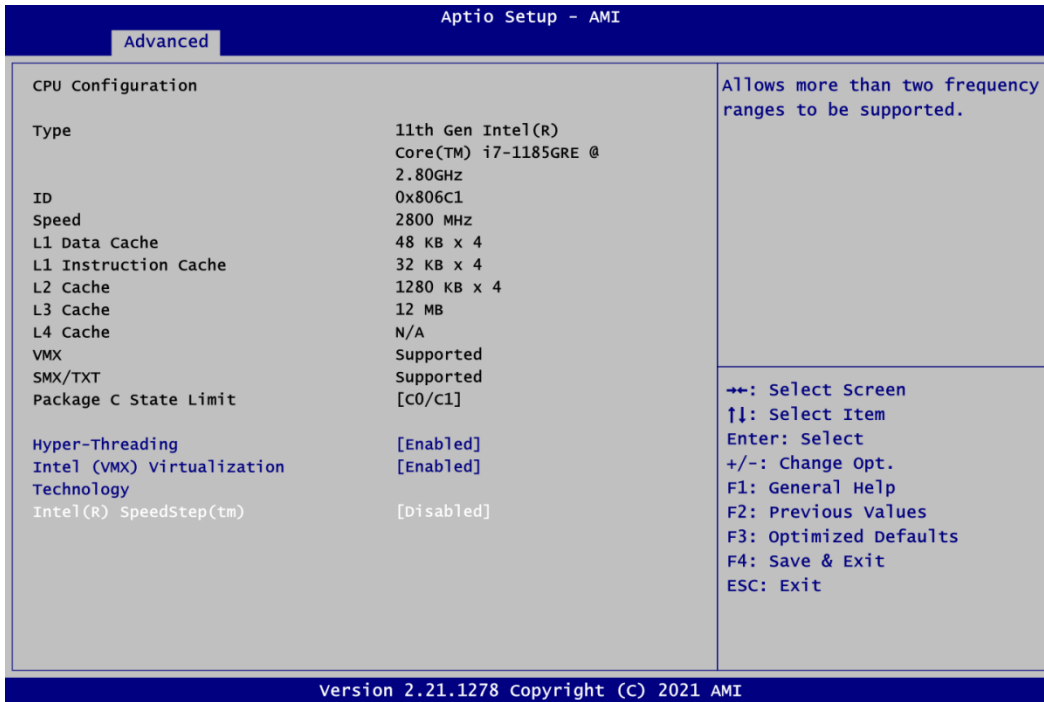 Aptio Setup - AMI
Advanced
CPU Configuration
Type 11th Gen Intel(R)
Core(TM) i7-1185GRE @
2.80GHz
ID 0x806C1
Speed 2800 MHz
L1 Data Cache 48 KB x 4
L1 Instruction Cache 32 KB x 4
L2 Cache 1280 KB x 4
L3 Cache 12 MB
L4 Cache N/A
VMX Supported
SMX/TXT Supported
Package C State Limit [C0/C1]
Hyper-Threading [Enabled]
Intel (VMX) Virtualization [Enabled]
Technology
Intel(R) SpeedStep(tm) [Disabled]
Allows more than two frequency
ranges to be supported.
→←: Select Screen
↑↓: Select Item
Enter: Select
+/-: Change Opt.
F1: General Help
F2: Previous Values
F3: Optimized Defaults
F4: Save & Exit
ESC: Exit
Version 2.21.1278 Copyright (C) 2021 AMI